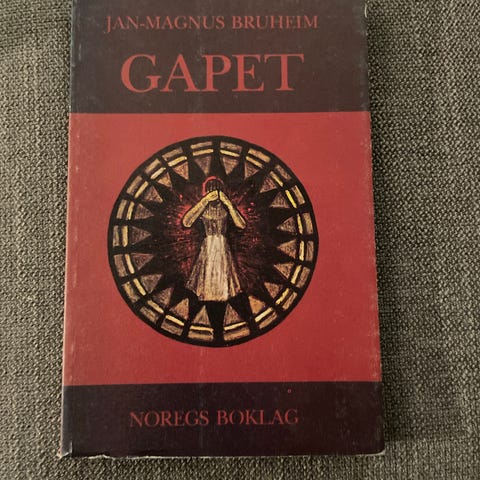 JAN-MAGNUS BRUHEIM
GAPET
NOREGS BOKLAG